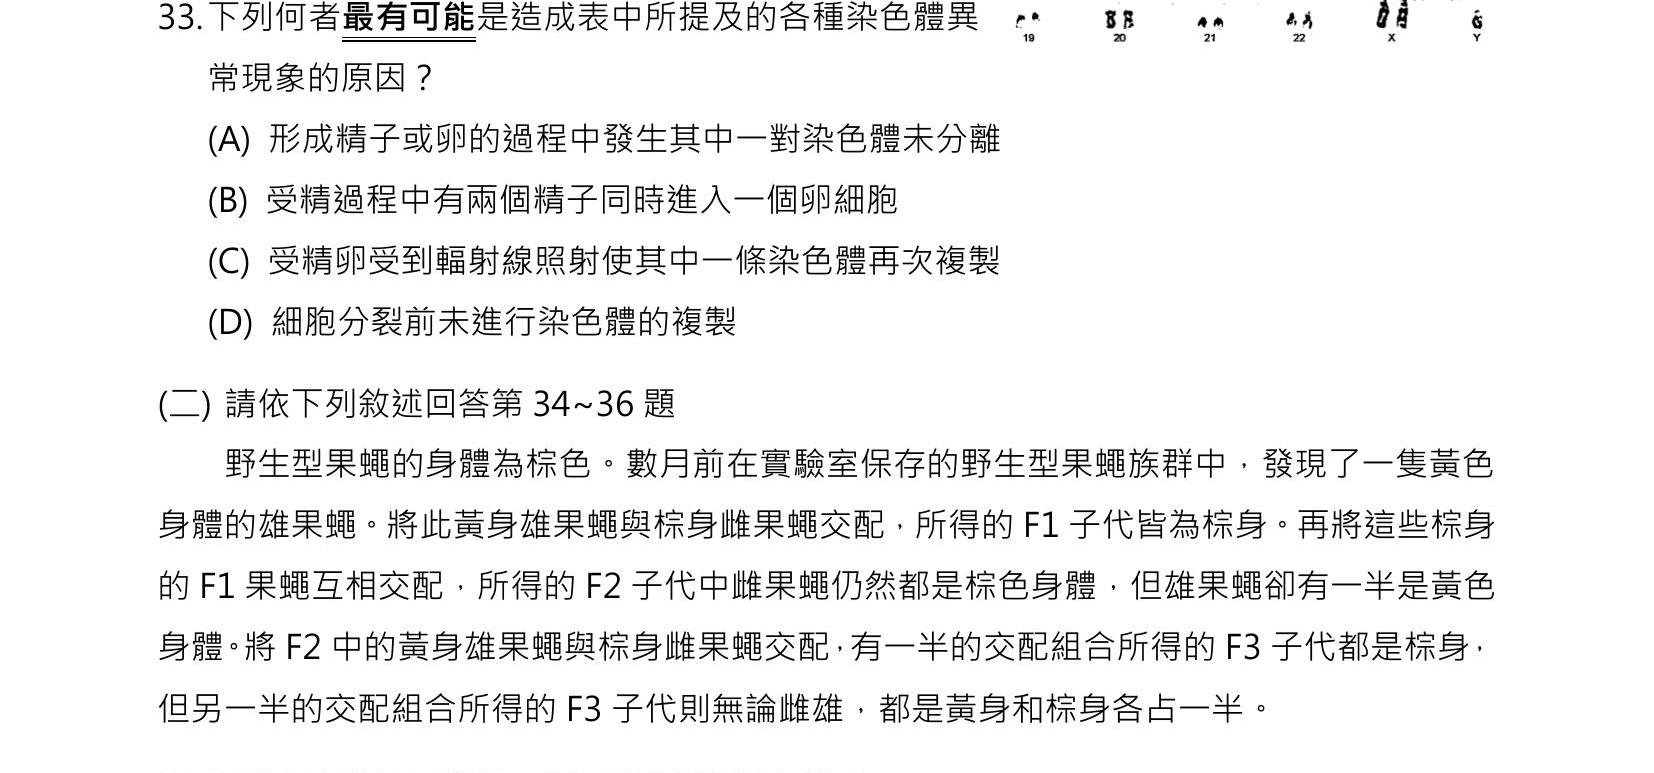 33.下列何者最有可能是造成表中所提及的各種染色體異
19 20 21 22 X Y
常現象的原因？
(A) 形成精子或卵的過程中發生其中一對染色體未分離
(B) 受精過程中有兩個精子同時進入一個卵細胞
(C) 受精卵受到輻射線照射使其中一條染色體再次複製
(D) 細胞分裂前未進行染色體的複製
(二) 請依下列敘述回答第 34~36 題
野生型果蠅的身體為棕色。數月前在實驗室保存的野生型果蠅族群中，發現了一隻黃色
身體的雄果蠅。將此黃身雄果蠅與棕身雌果蠅交配，所得的 F1 子代皆為棕身。再將這些棕身
的 F1 果蠅互相交配，所得的 F2 子代中雌果蠅仍然都是棕色身體，但雄果蠅卻有一半是黃色
身體。將 F2 中的黃身雄果蠅與棕身雌果蠅交配，有一半的交配組合所得的 F3 子代都是棕身，
但另一半的交配組合所得的 F3 子代則無論雌雄，都是黃身和棕身各占一半。